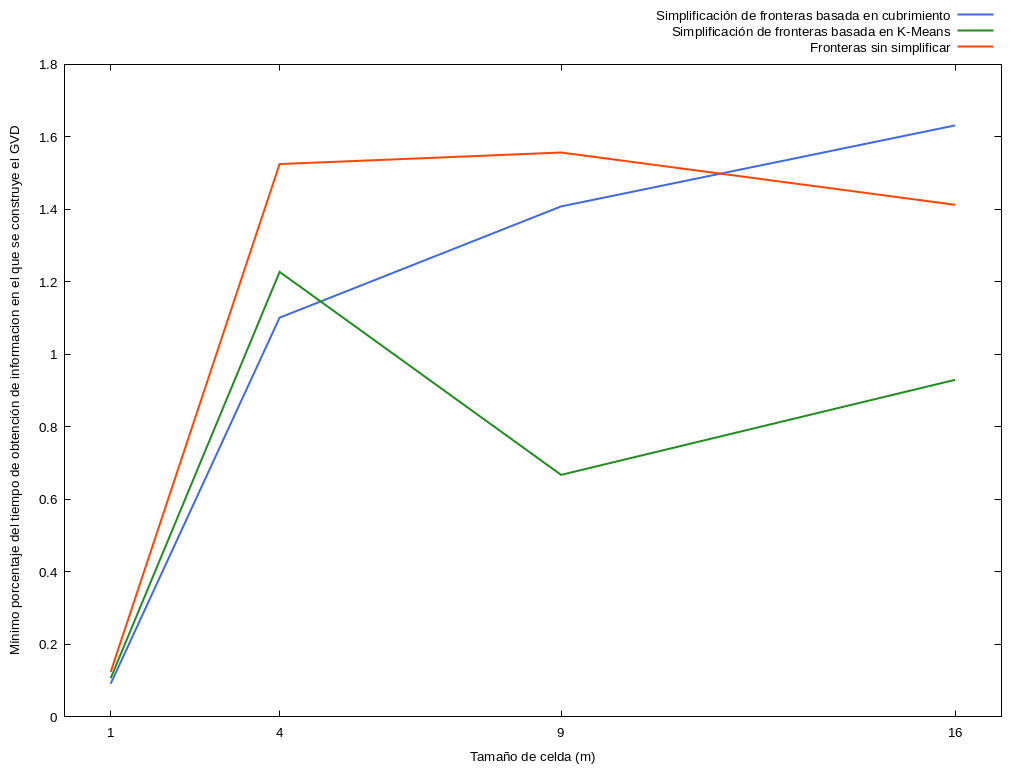 Simplificación de fronteras basada en cubrimiento
Simplificación de fronteras basada en K-Means
Fronteras sin simplificar
Mínimo porcentaje del tiempo de obtención de informacion en el que se construye el GVD
1.8
1.6
1.4
1.2
1
0.8
0.6
0.4
0.2
0
1 4 9 16
Tamaño de celda (m)